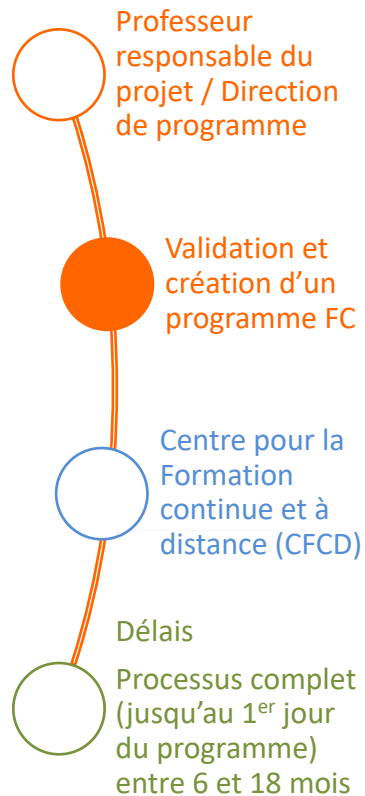 Professeur
responsable du
projet / Direction
de programme
Validation et
création d’un
programme FC
Centre pour la
Formation
continue et à
distance (CFCD)
Délais
Processus complet
(jusqu’au 1er jour
du programme)
entre 6 et 18 mois